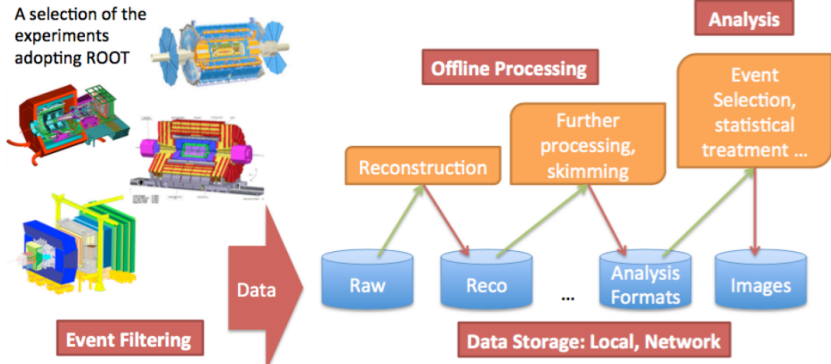 A selection of the
experiments
adopting ROOT
Analysis
Offline Processing
Event
Selection,
statistical
treatment ...
Further
processing,
skimming
Reconstruction
Data
Raw
Reco
...
Analysis
Formats
Images
Event Filtering
Data Storage: Local, Network